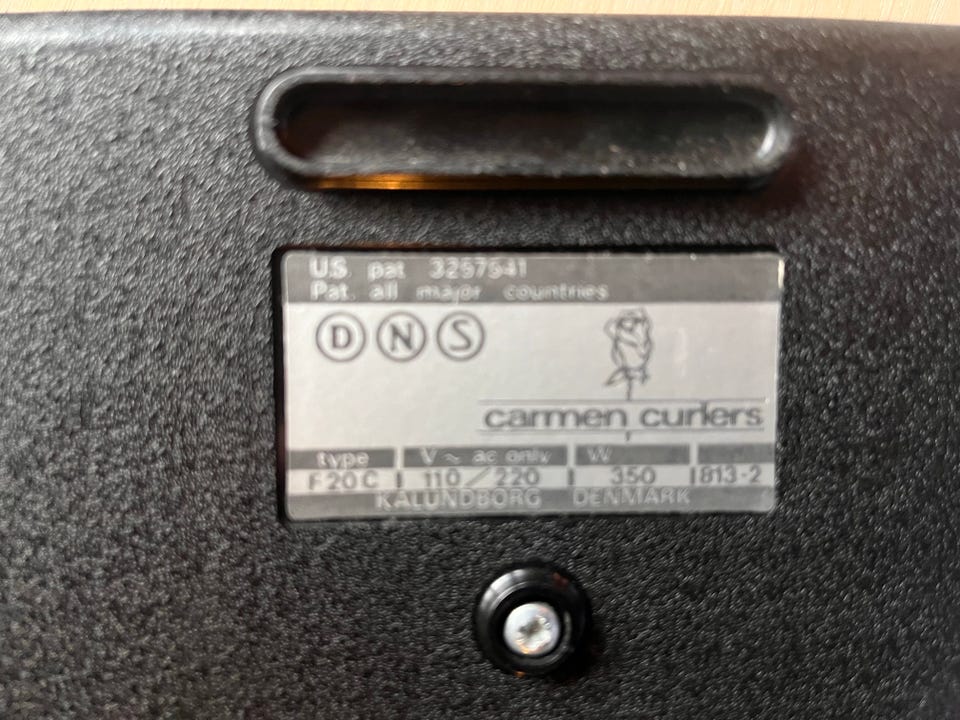 U.S. pat 3257541
Pat. all major countries
D N S
carmen curlers
type V ~ ac only W
F20C 110/220 350 813-2
KALUNDBORG DENMARK